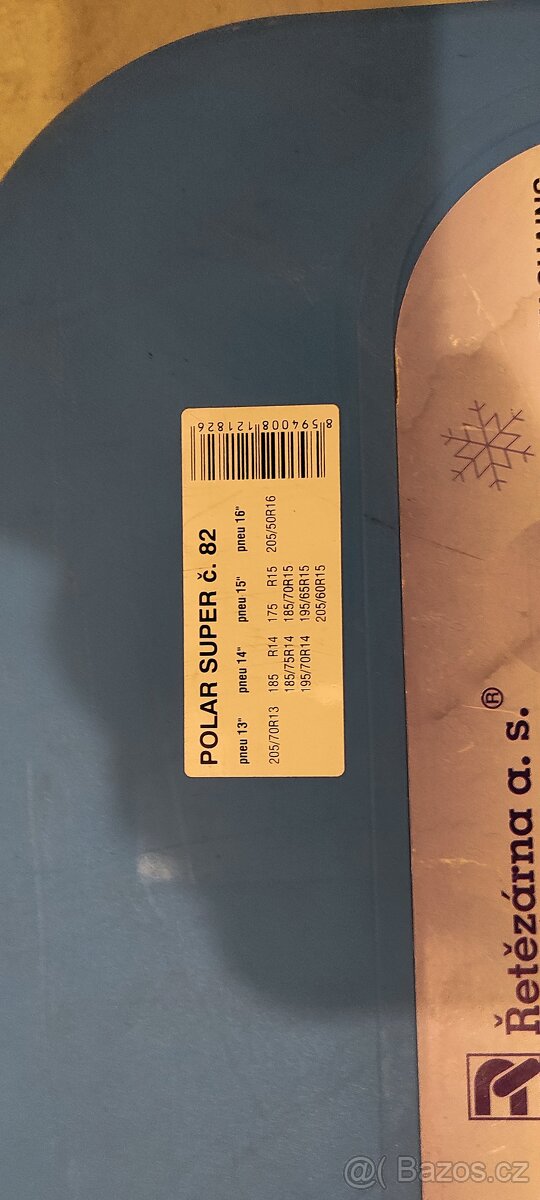 POLAR SUPER č. 82
pneu 13" pneu 14" pneu 15" pneu 16"
205/70R13 185 R14 175 R15 205/50R16
185/75R14 185/70R15
195/70R14 195/65R15
205/60R15
8 594008 121826
Řetězárna a. s.®
@( Bazos.cz